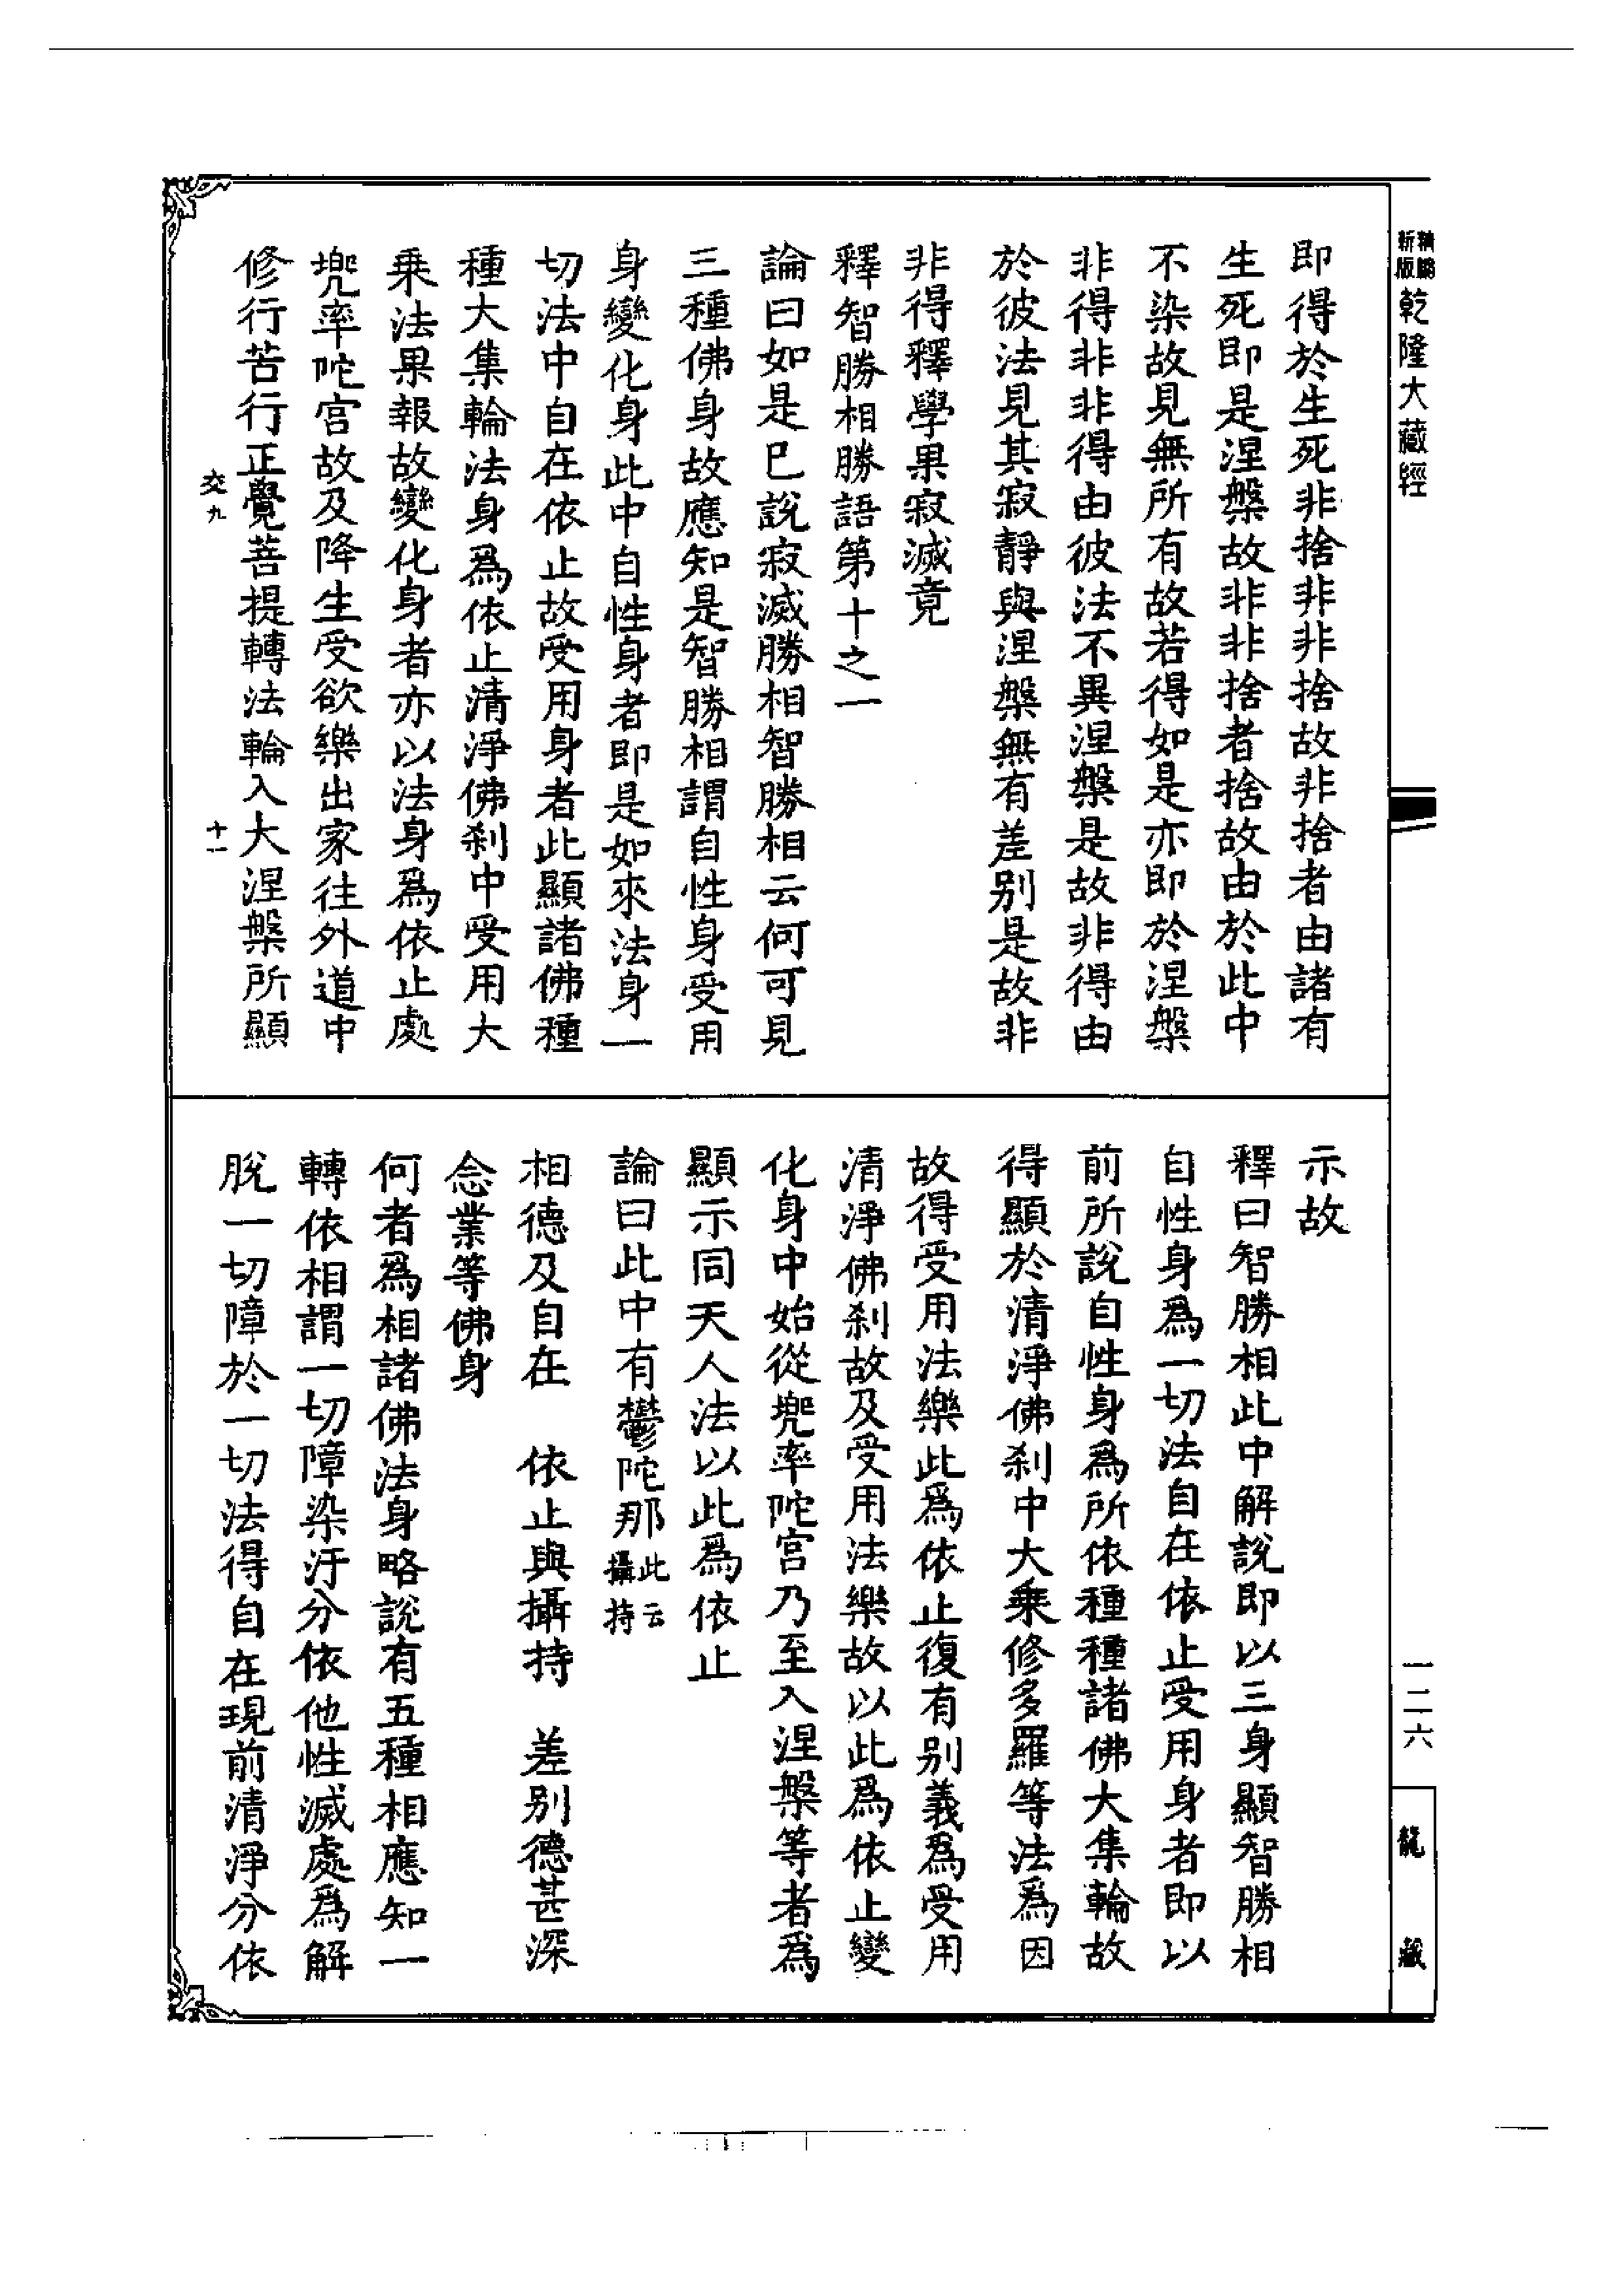 新版精縮乾隆大藏經
一二六
龍藏
即得於生死非捨非非捨故非捨者由諸有
生死即是涅槃故非非捨者捨故由於此中
不染故見無所有故若得如是亦即於涅槃
非得非非得由彼法不異涅槃是故非得由
於彼法見其寂靜與涅槃無有差別是故非
非得釋學果寂滅竟
釋智勝相勝語第十之一
論曰如是已說寂滅勝相智勝相云何可見
三種佛身故應知是智勝相謂自性身受用
身變化身此中自性身者即是如來法身一
切法中自在依止故受用身者此顯諸佛種
種大集輪法身爲依止清淨佛剎中受用大
乘法果報故變化身者亦以法身爲依止處
兜率陀宮故及降生受欲樂出家往外道中
修行苦行正覺菩提轉法輪入大涅槃所顯
交九
十一
示故
釋曰智勝相此中解說即以三身顯智勝相
自性身爲一切法自在依止受用身者即以
前所說自性身爲所依種種諸佛大集輪故
得顯於清淨佛剎中大乘修多羅等法爲因
故得受用法樂此爲依止復有別義爲受用
清淨佛剎故及受用法樂故以此爲依止變
化身中始從兜率陀宮乃至入涅槃等者爲
顯示同天人法以此爲依止
論曰此中有鬱陀那此云攝持
相德及自在　依止與攝持　差別德甚深
念業等佛身
何者爲相諸佛法身略說有五種相應知一
轉依相謂一切障染汙分依他性滅處爲解
脫一切障於一切法得自在現前清淨分依